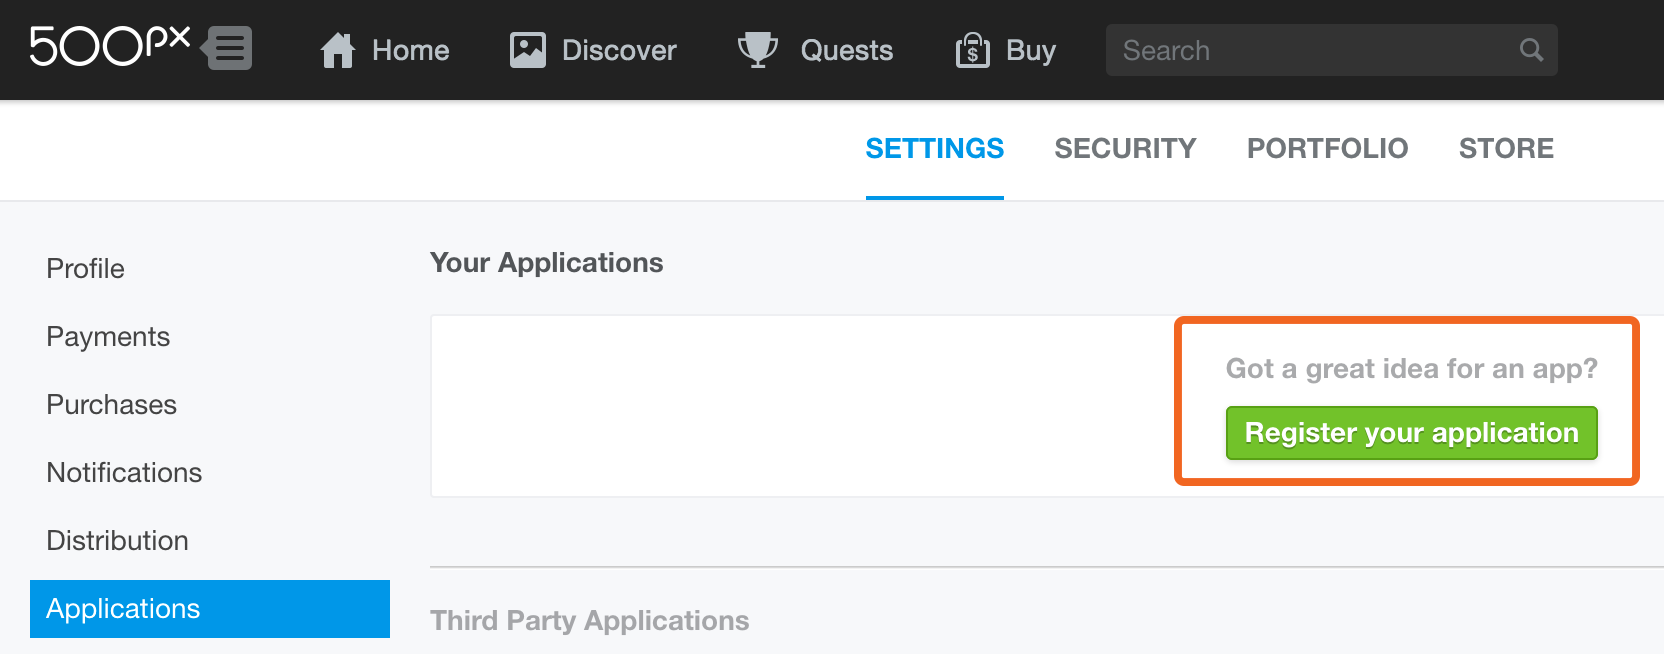 500px
Home
Discover
Quests
$
Buy
Search
SETTINGS
SECURITY
PORTFOLIO
STORE
Profile
Payments
Purchases
Notifications
Distribution
Applications
Your Applications
Got a great idea for an app?
Register your application
Third Party Applications